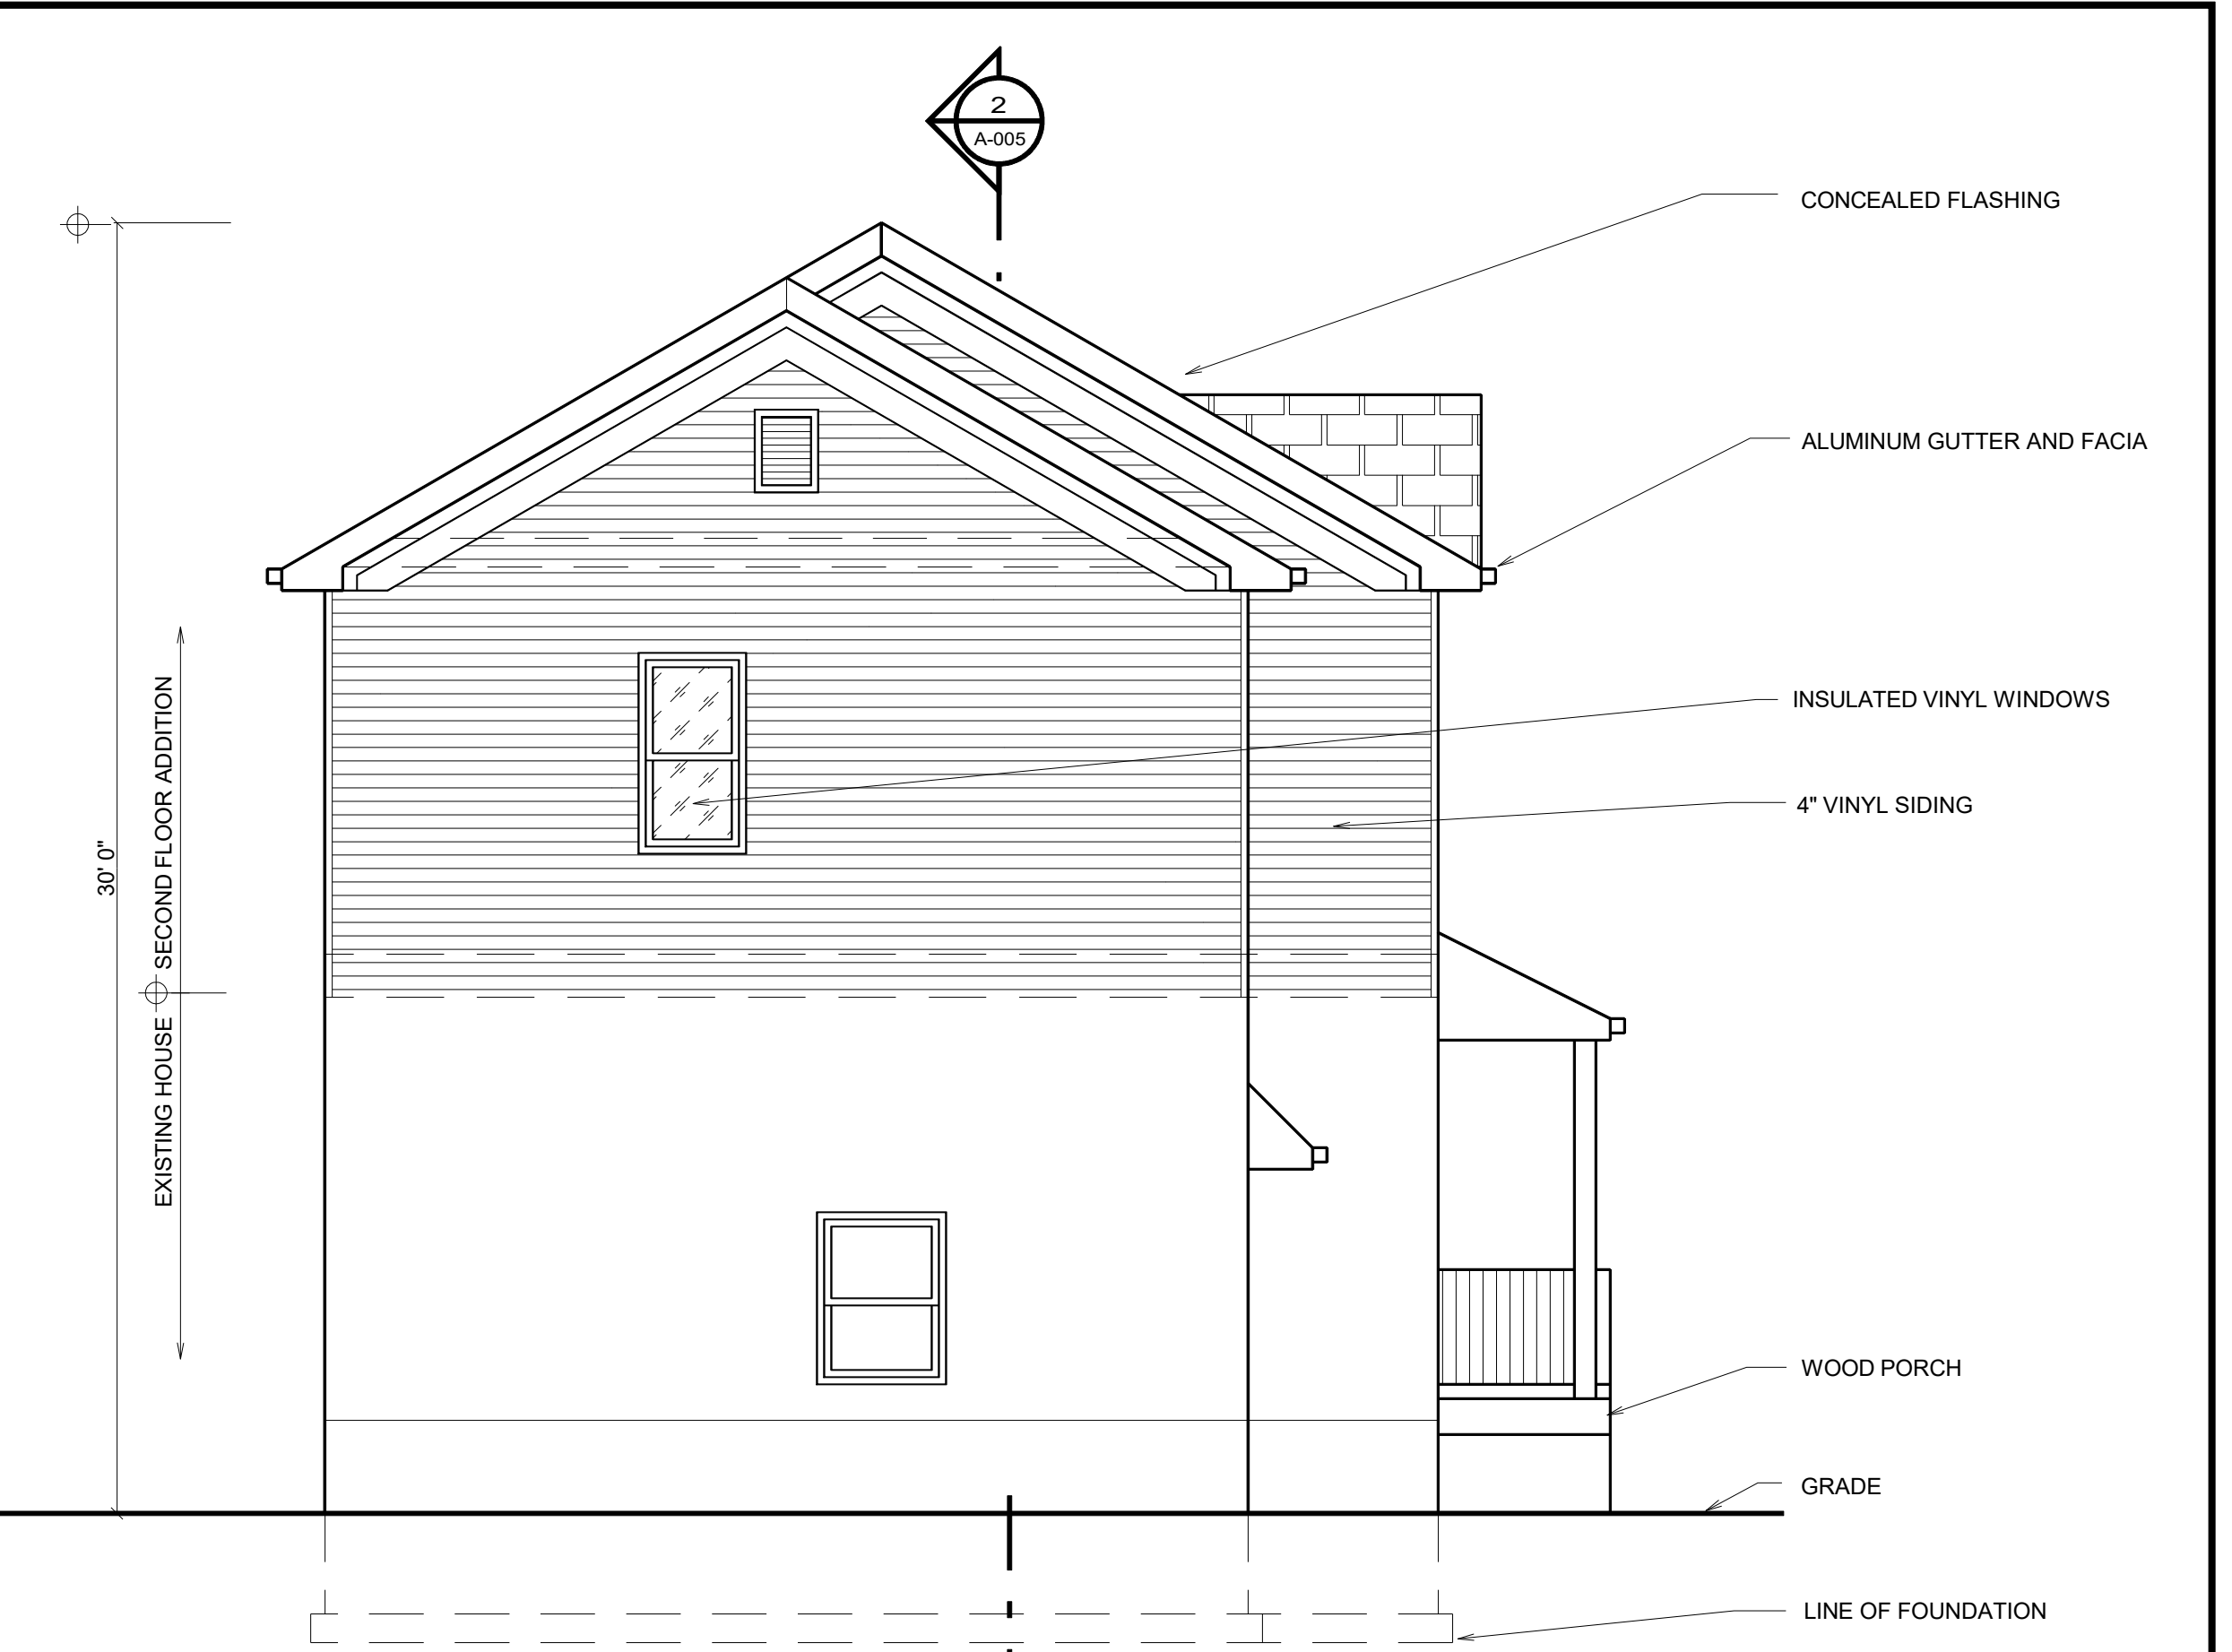 2
A-005
CONCEALED FLASHING
ALUMINUM GUTTER AND FACIA
INSULATED VINYL WINDOWS
4" VINYL SIDING
30' 0"
SECOND FLOOR ADDITION
EXISTING HOUSE
WOOD PORCH
GRADE
LINE OF FOUNDATION